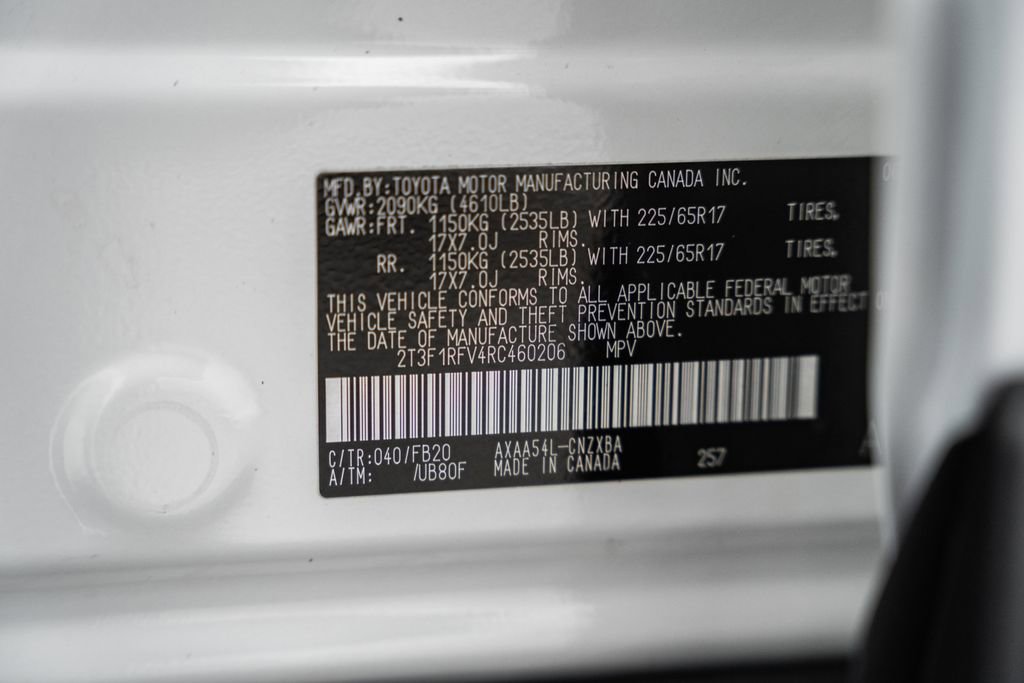 MFD.BY:TOYOTA MOTOR MANUFACTURING CANADA INC.
GVWR:2090KG (4610LB)
GAWR:FRT. 1150KG (2535LB) WITH 225/65R17 TIRES,
17X7.0J RIMS.
RR. 1150KG (2535LB) WITH 225/65R17 TIRES,
17X7.0J RIMS.
THIS VEHICLE CONFORMS TO ALL APPLICABLE FEDERAL MOTOR
VEHICLE SAFETY AND THEFT PREVENTION STANDARDS IN EFFECT
THE DATE OF MANUFACTURE SHOWN ABOVE.
2T3F1RFV4RC460206 MPV
C/TR:040/FB20 AXAA54L-CNZXBA
A/TM: /UB80F MADE IN CANADA 257